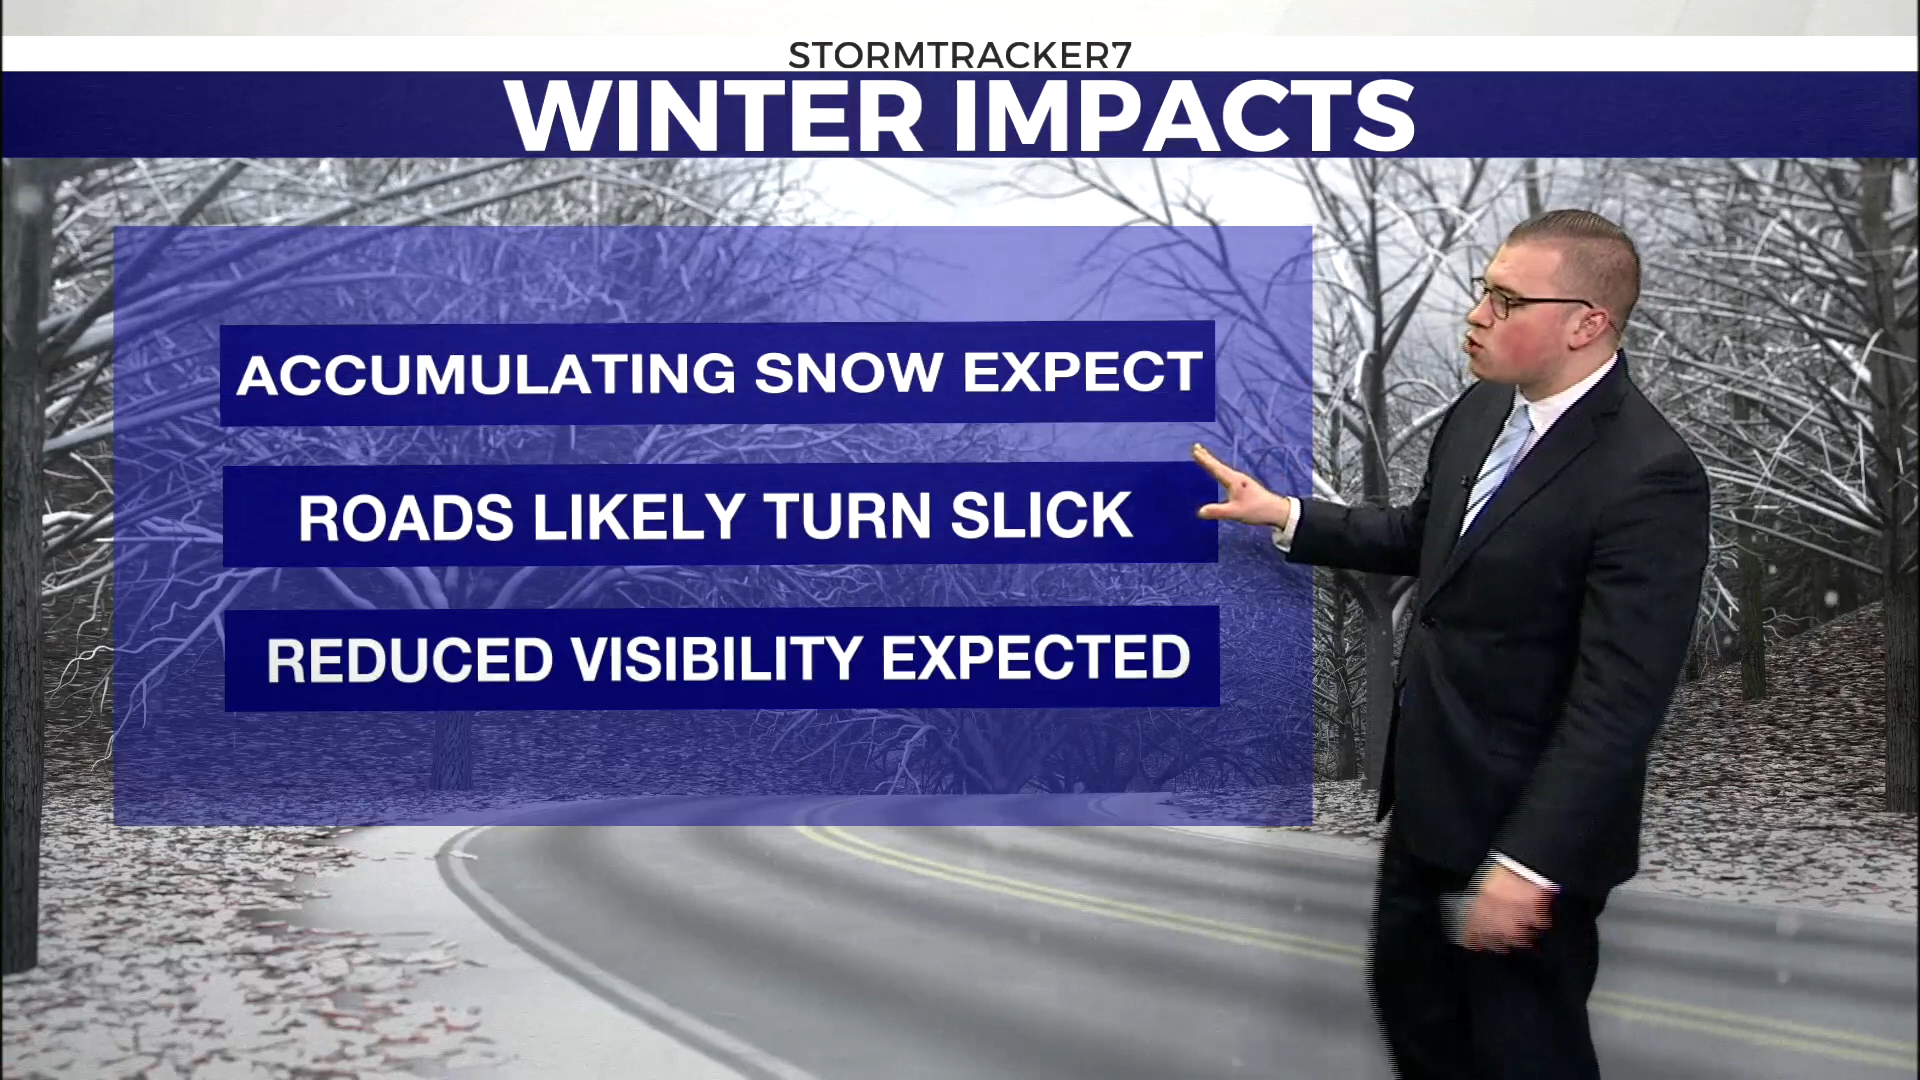 STORMTRACKER7
WINTER IMPACTS
ACCUMULATING SNOW EXPECT
ROADS LIKELY TURN SLICK
REDUCED VISIBILITY EXPECTED